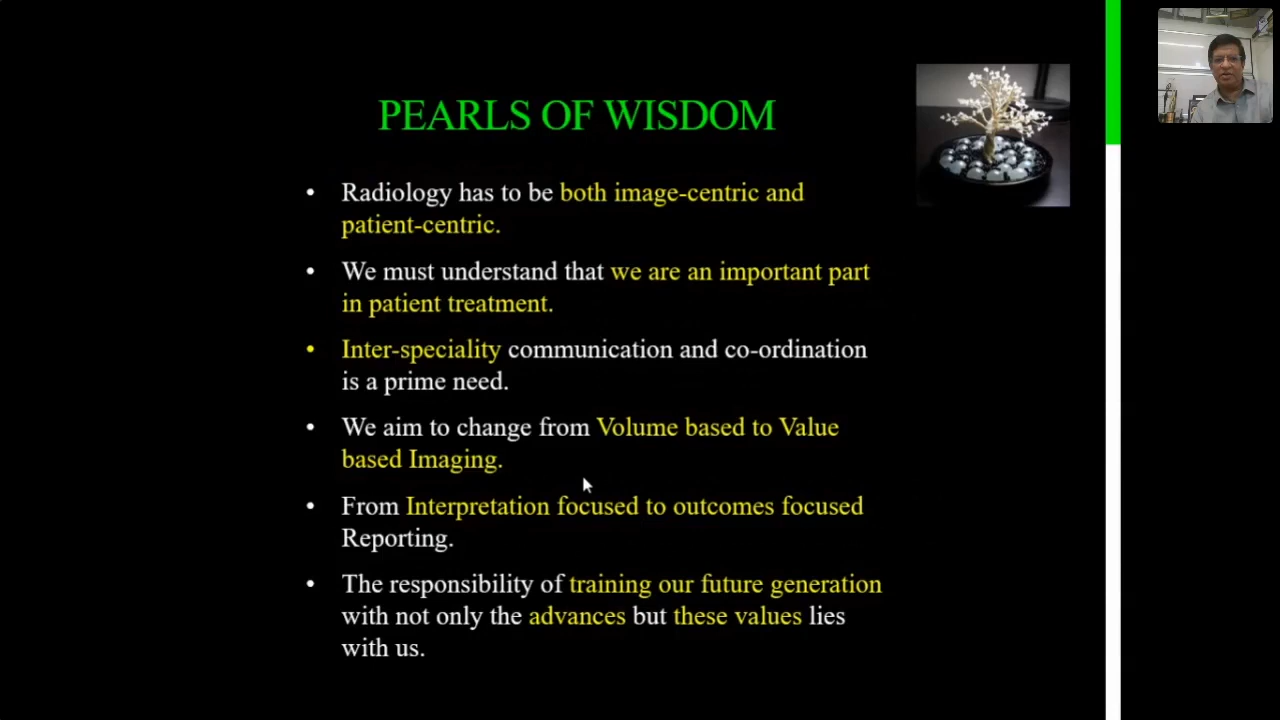 PEARLS OF WISDOM
• Radiology has to be both image-centric and
patient-centric.
• We must understand that we are an important part
in patient treatment.
• Inter-speciality communication and co-ordination
is a prime need.
• We aim to change from Volume based to Value
based Imaging.
• From Interpretation focused to outcomes focused
Reporting.
• The responsibility of training our future generation
with not only the advances but these values lies
with us.